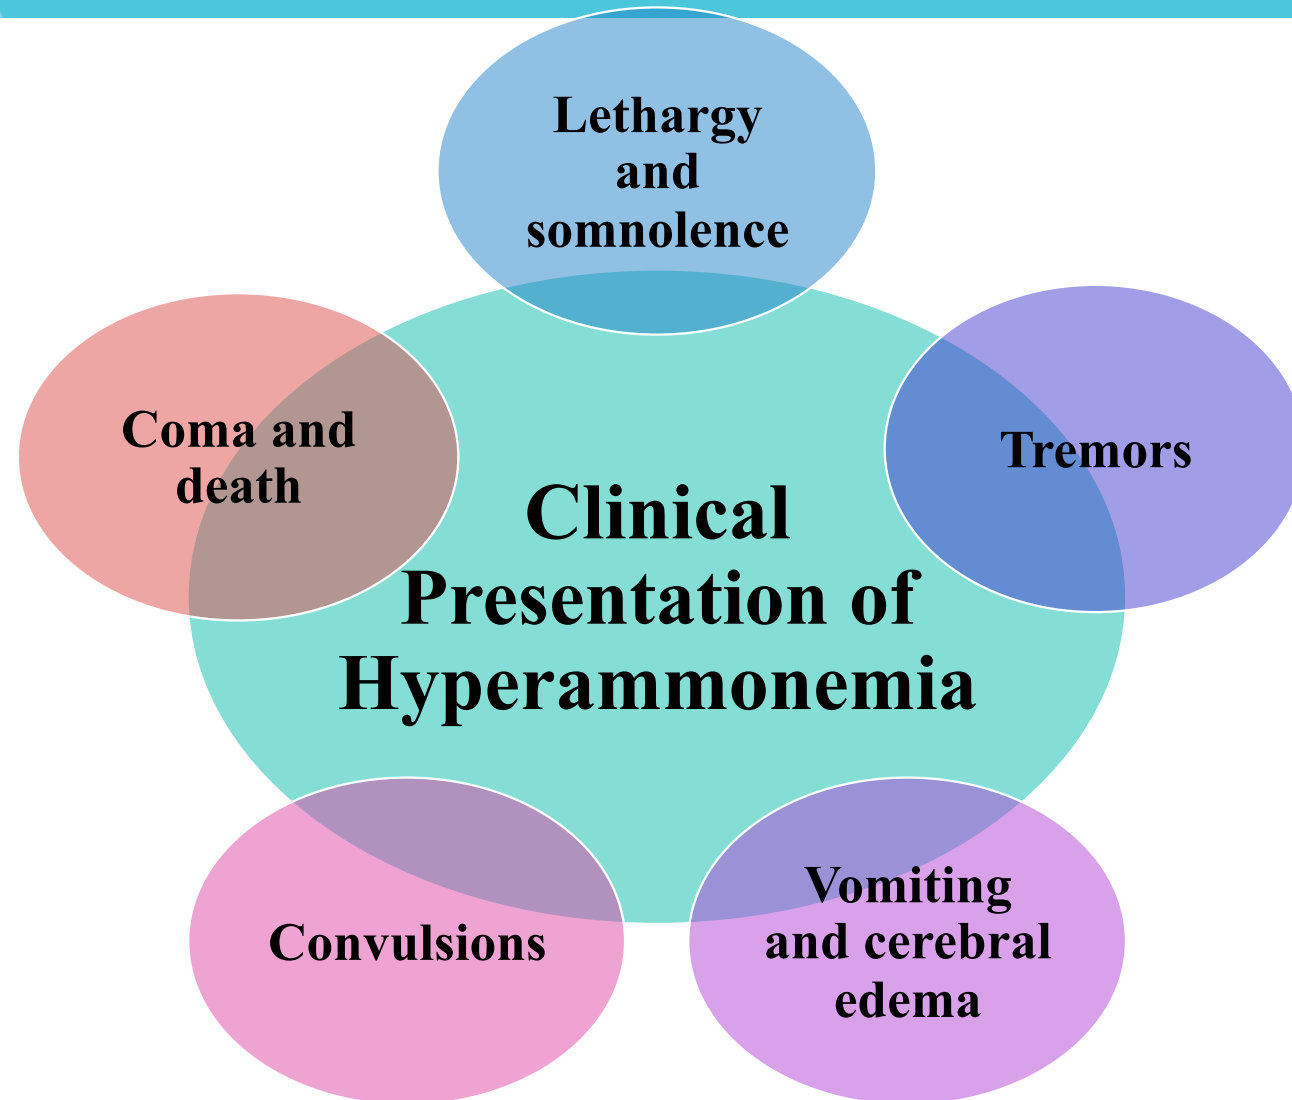 Lethargy
and
somnolence
Tremors
Vomiting
and cerebral
edema
Convulsions
Coma and
death
Clinical
Presentation of
Hyperammonemia